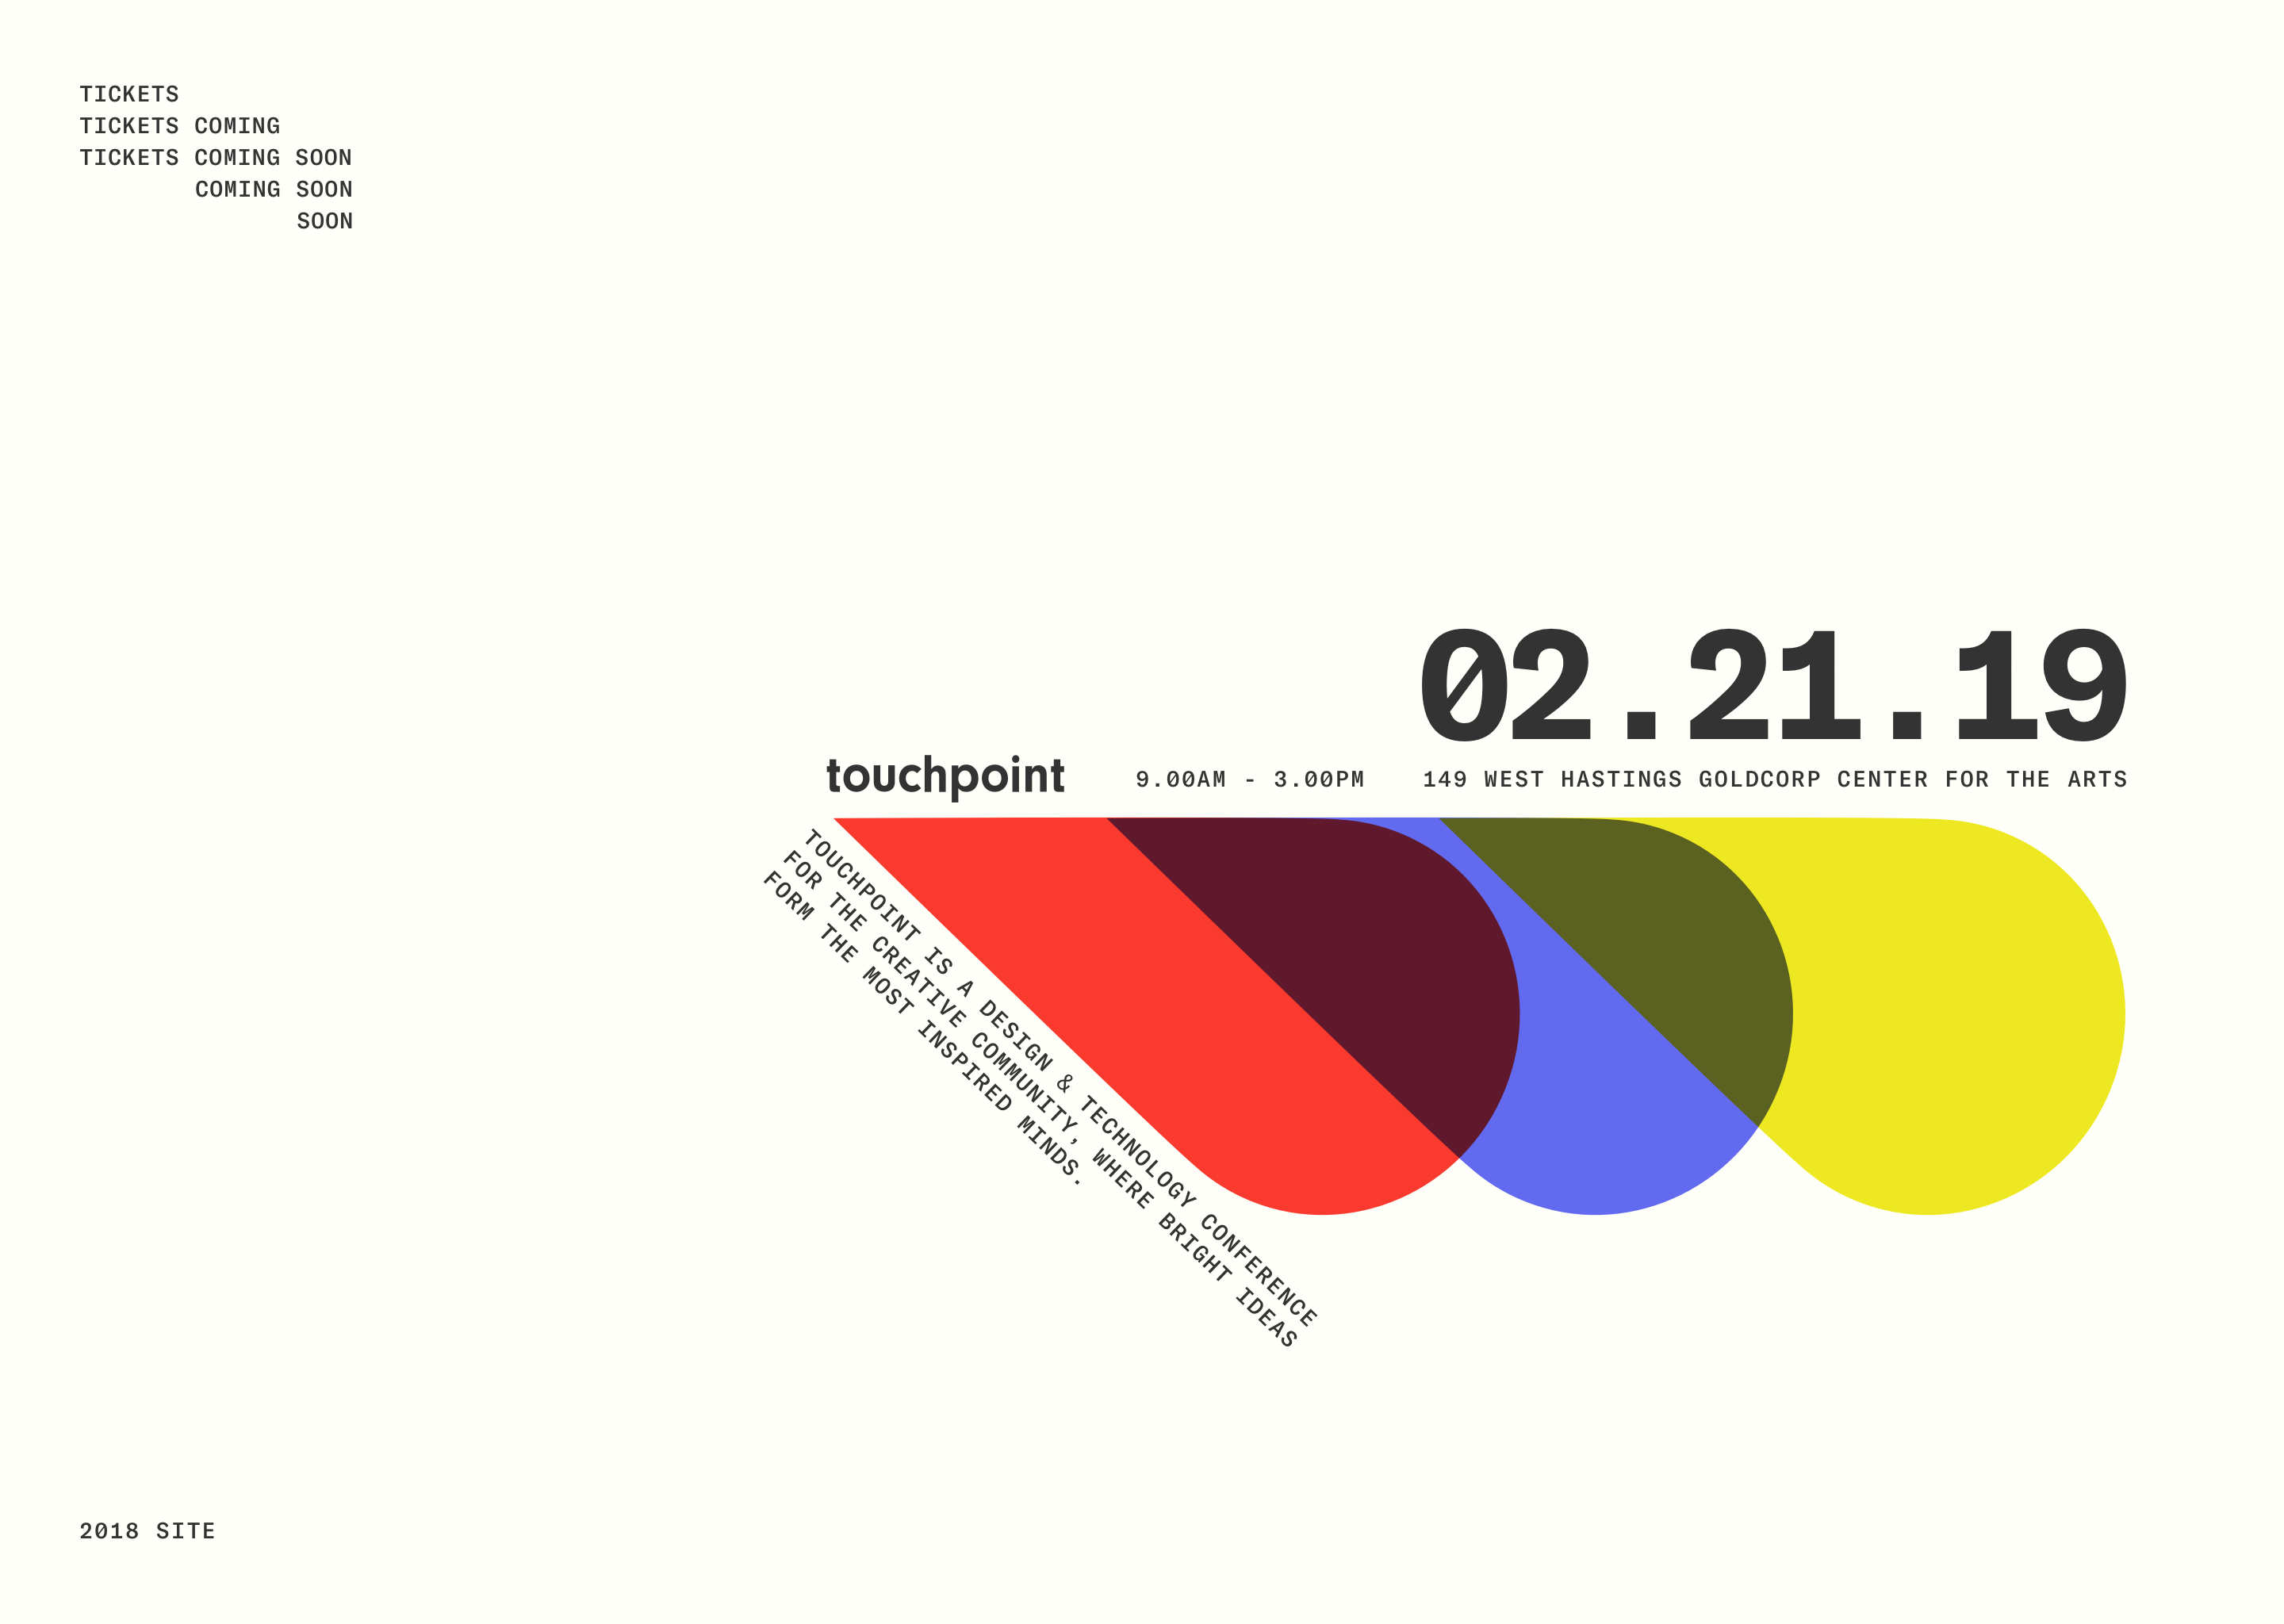 TICKETS
TICKETS COMING
TICKETS COMING SOON
COMING SOON
SOON
02.21.19
touchpoint
9.00AM - 3.00PM
149 WEST HASTINGS GOLDCORP CENTER FOR THE ARTS
TOUCHPOINT IS A DESIGN & TECHNOLOGY CONFERENCE
FOR THE CREATIVE COMMUNITY, WHERE BRIGHT IDEAS
FORM THE MOST INSPIRED MINDS.
2018 SITE